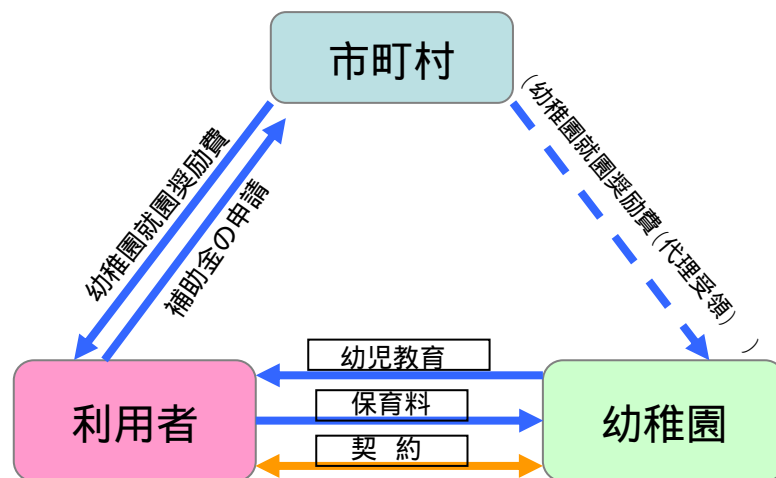 市町村
幼稚園就園奨励費
補助金の申請
(幼稚園就園奨励費(代理受領))
幼児教育
保育料
契 約
利用者
幼稚園